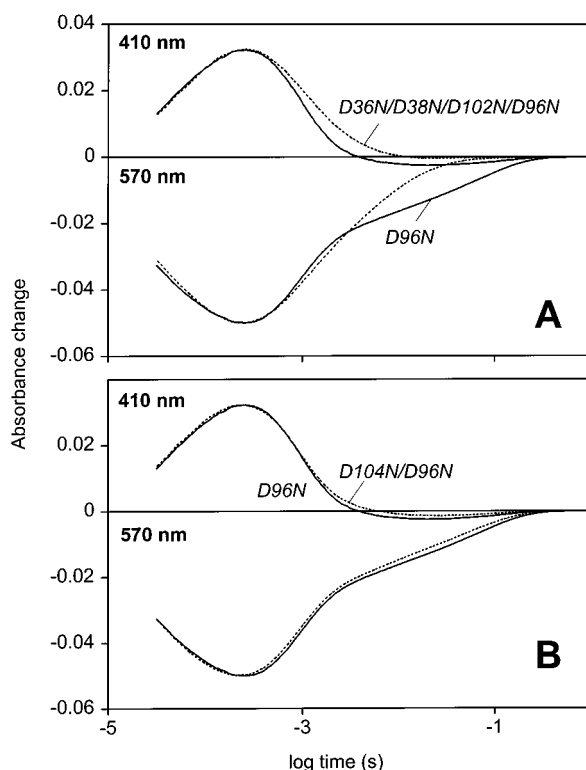 0.04
410 nm
0.02
D36N/D38N/D102N/D96N
0
570 nm
-0.02
D96N
-0.04
A
-0.06
410 nm
0.02
D96N
D104N/D96N
0
570 nm
-0.02
-0.04
B
-0.06
-5
-3
-1
log time (s)
Absorbance change